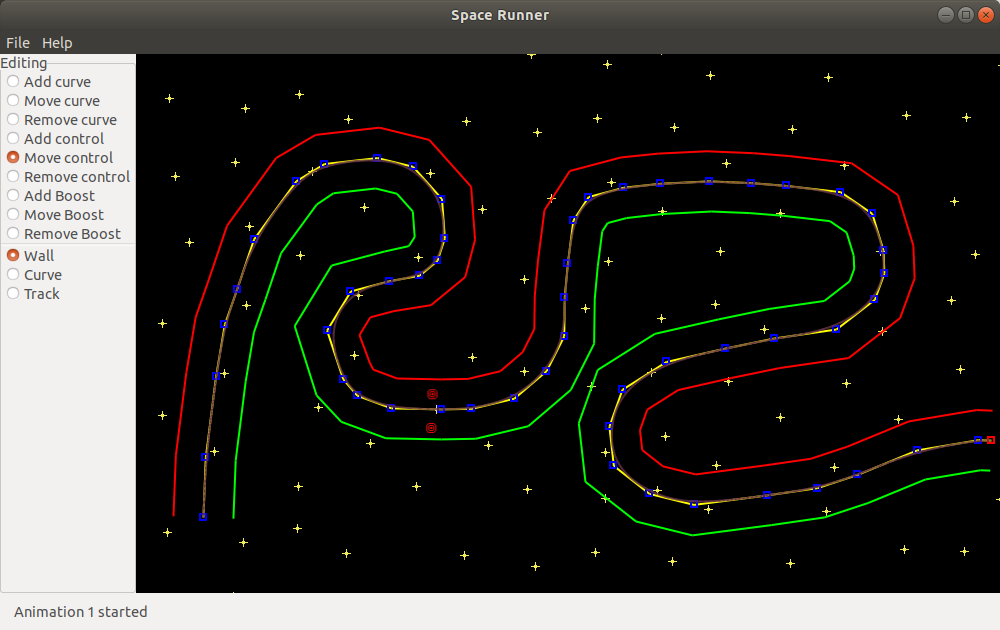 Space Runner
File Help
Editing
Add curve
Move curve
Remove curve
Add control
Move control
Remove control
Add Boost
Move Boost
Remove Boost
Wall
Curve
Track
Animation 1 started